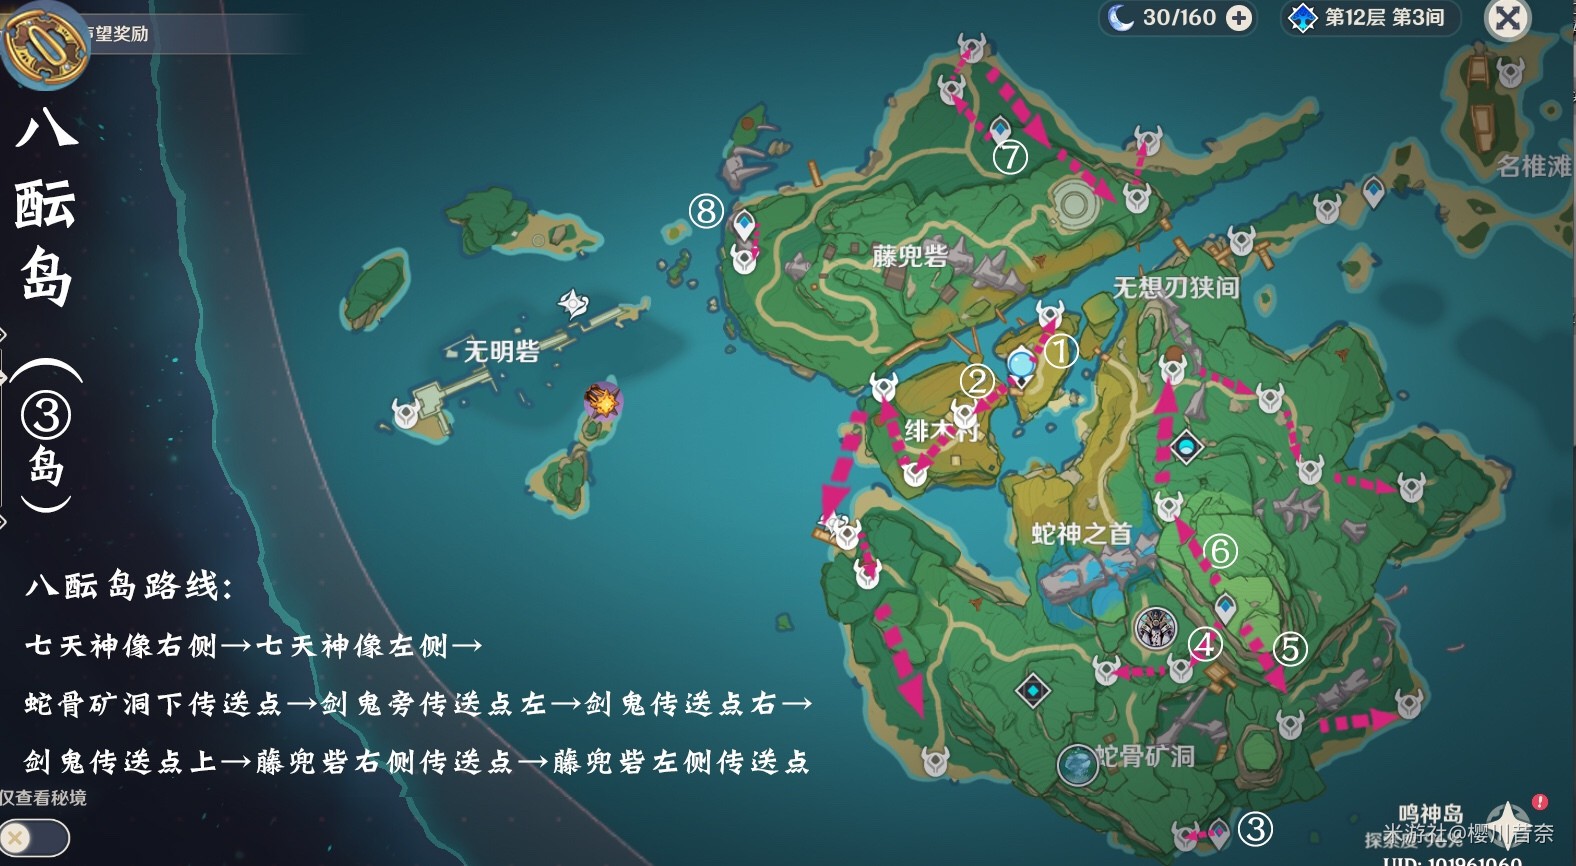 声望奖励
30/160
第12层 第3间
八酝岛
（③岛）
名椎滩
⑦
⑧
藤兜砦
无想刃狭间
无明砦
①
②
绯木村
蛇神之首
⑥
④
⑤
八酝岛路线:
七天神像右侧→七天神像左侧→
蛇骨矿洞下传送点→剑鬼旁传送点左→剑鬼传送点右→
剑鬼传送点上→藤兜砦右侧传送点→藤兜砦左侧传送点
蛇骨矿洞
仅查看秘境
③
鸣神岛
米游社@樱川昔奈
探索度 96%
UID: 101961060